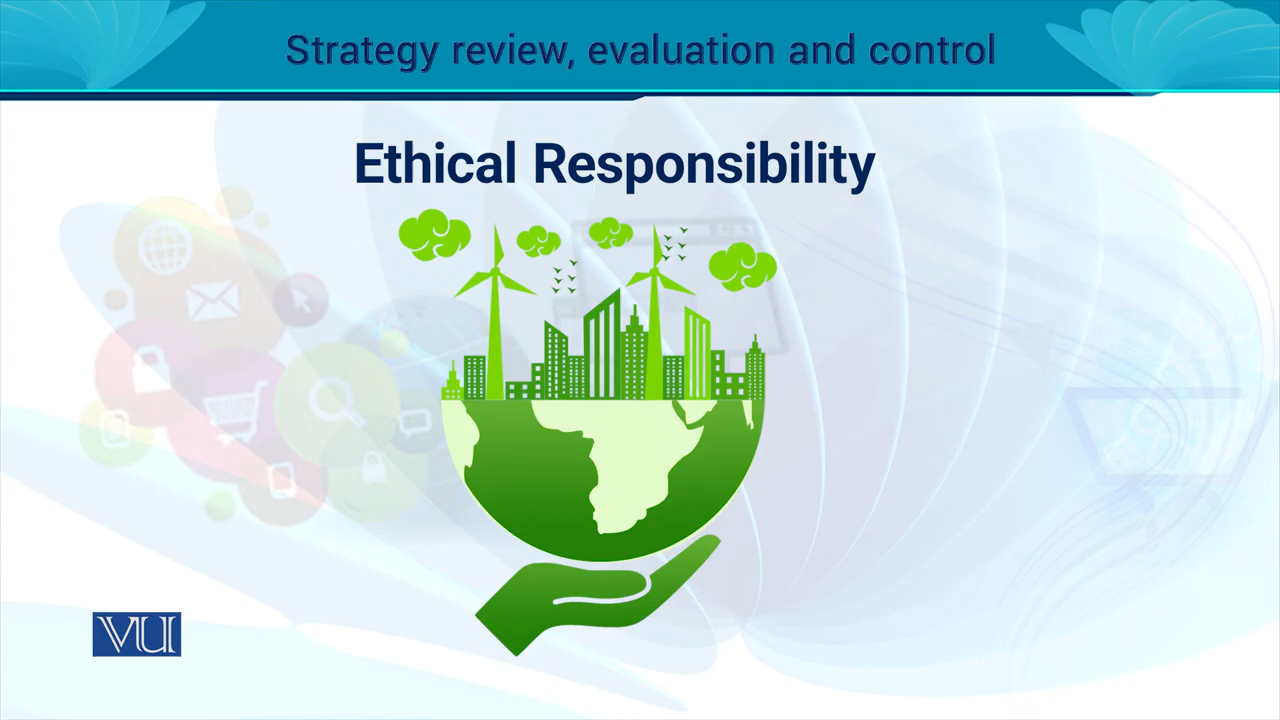 Strategy review, evaluation and control
Ethical Responsibility
VU